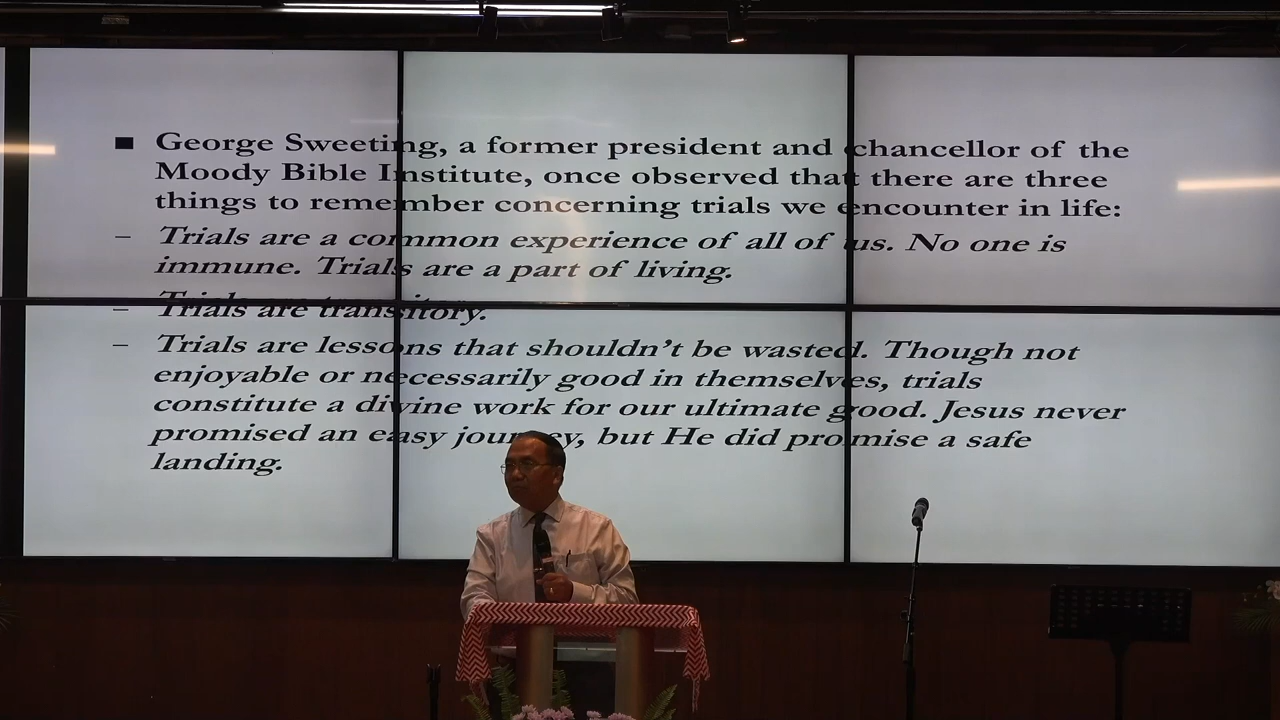 George Sweeting, a former president and chancellor of the
Moody Bible Institute, once observed that there are three
things to remember concerning trials we encounter in life:
– Trials are a common experience of all of us. No one is
immune. Trials are a part of living.
– Trials are transitory.
– Trials are lessons that shouldn't be wasted. Though not
enjoyable or necessarily good in themselves, trials
constitute a divine work for our ultimate good. Jesus never
promised an easy journey, but He did promise a safe
landing.